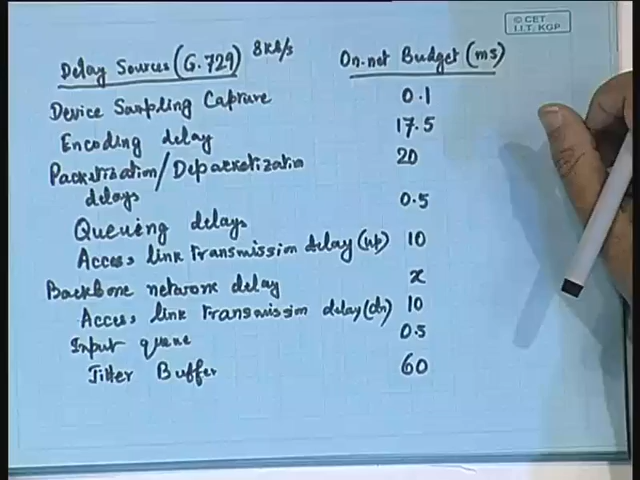 © CET
I.I.T. KGP
Delay Sources (G.729) 8Kb/s On-net Budget (ms)
Device Sampling Capture 0.1
Encoding delay 17.5
Packetization/Depacketization 20
delays
Queuing delays 0.5
Access link transmission delay (up) 10
Backbone network delay x
Access link transmission delay (dn) 10
Input queue 0.5
Jitter Buffer 60